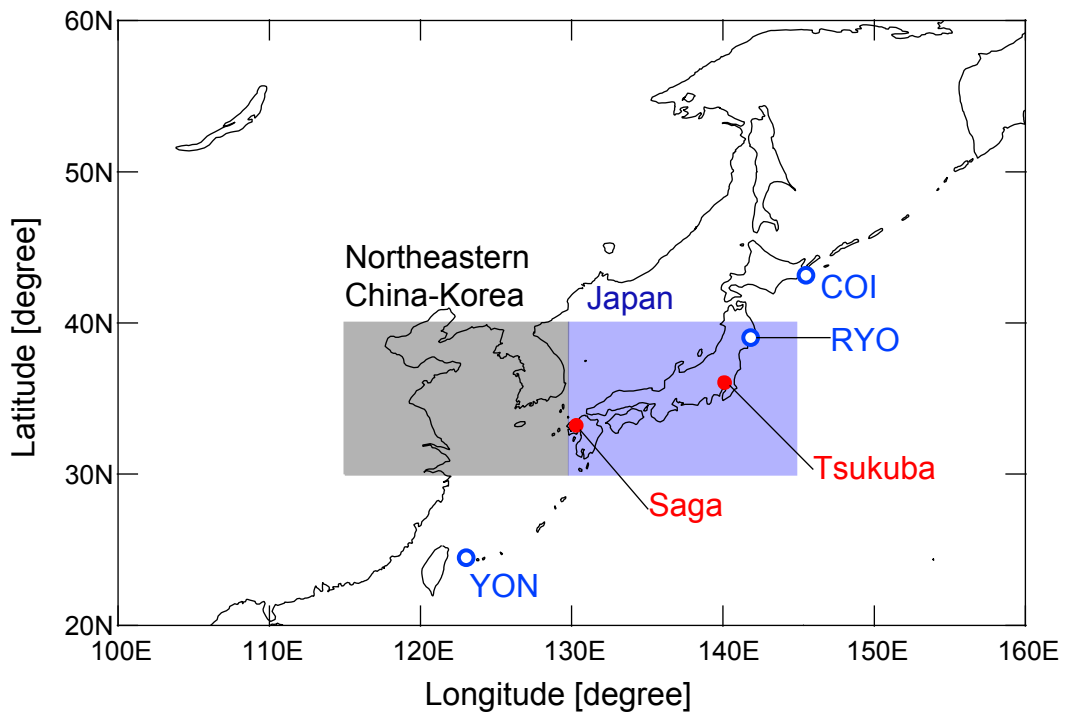 60N
50N
Northeastern
China-Korea
Japan
COI
40N
RYO
Tsukuba
30N
Saga
YON
20N
100E 110E 120E 130E 140E 150E 160E
Longitude [degree]
Latitude [degree]